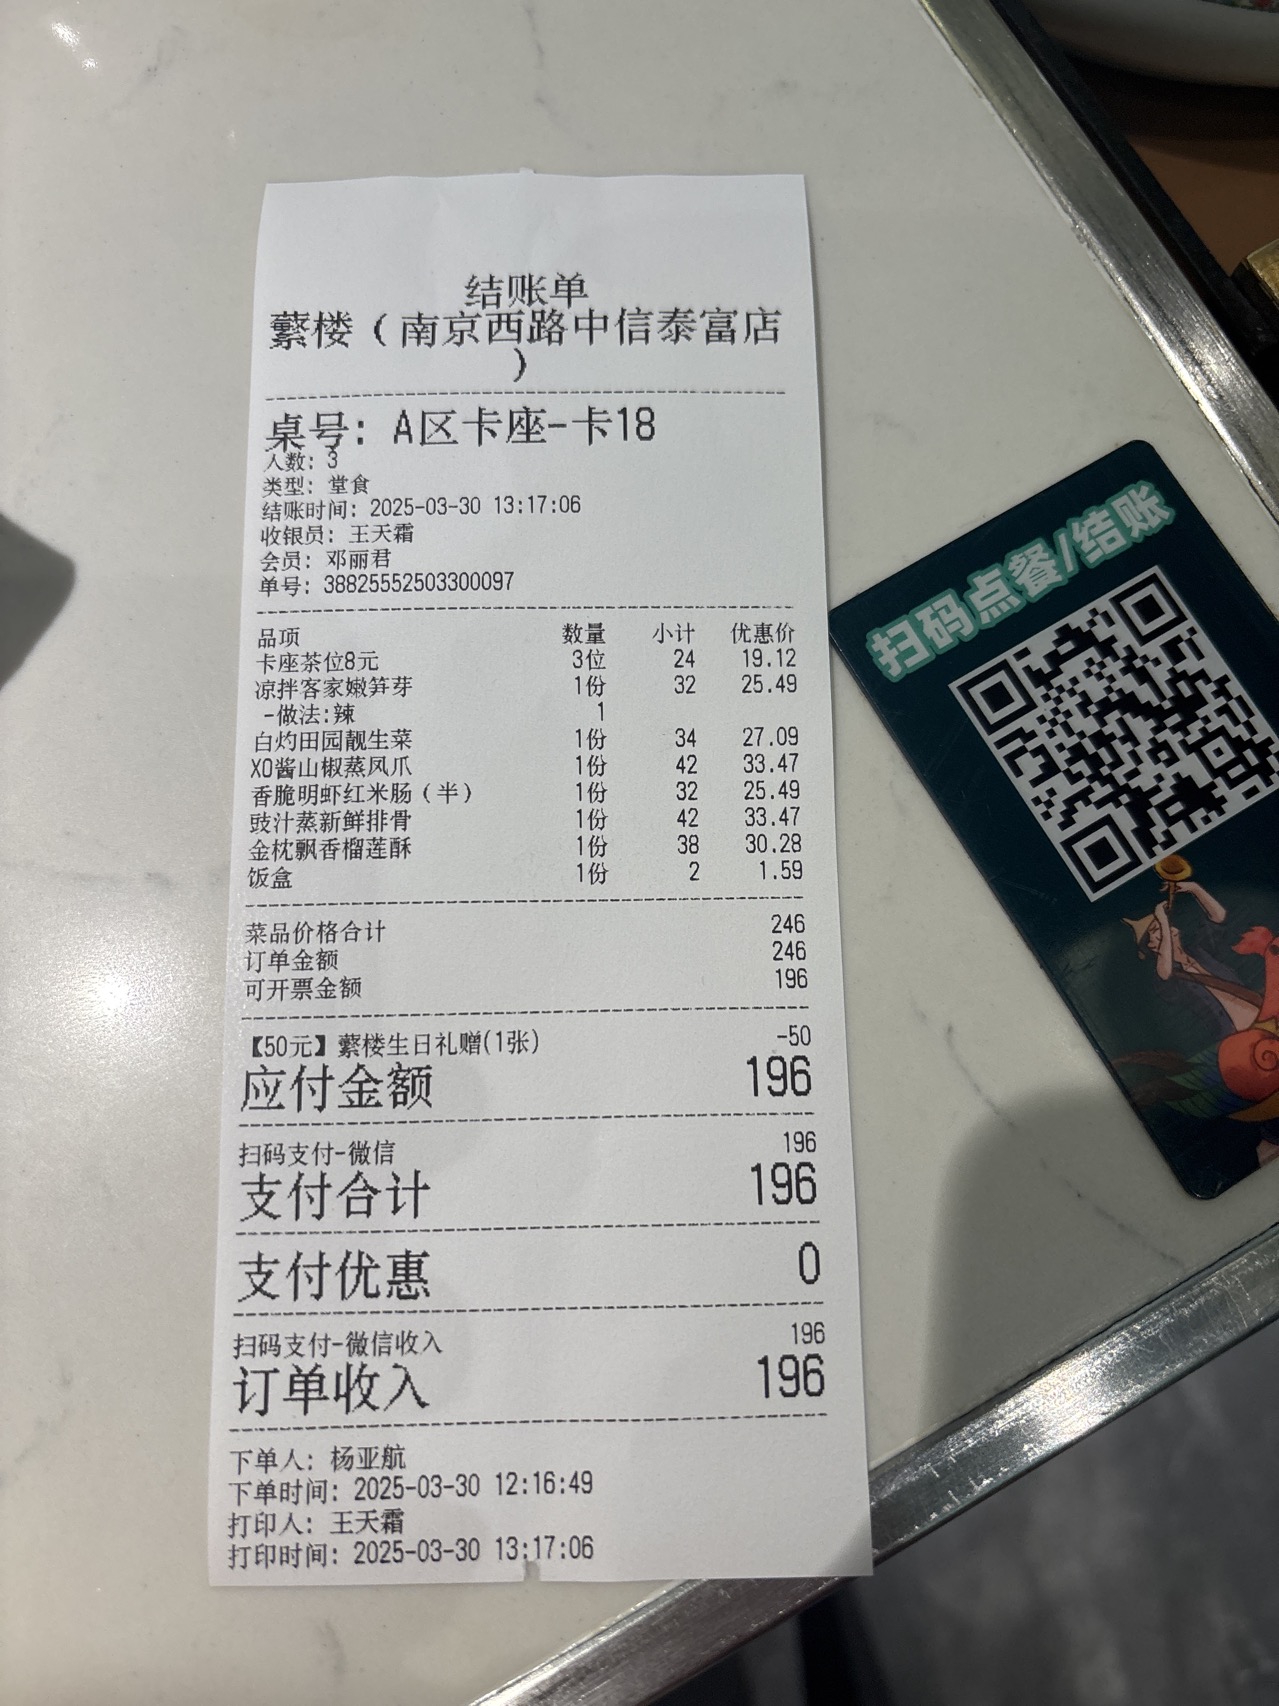 结账单
蘩楼（南京西路中信泰富店
）
桌号：A区卡座-卡18
人数：3
类型：堂食
结账时间：2025-03-30 13:17:06
收银员：王天霜
会员：邓丽君
单号：38825552503300097
品项 数量 小计 优惠价
卡座茶位8元 3位 24 19.12
凉拌客家嫩笋芽 1份 32 25.49
-做法:辣 1
白灼田园靓生菜 1份 34 27.09
XO酱山椒蒸凤爪 1份 42 33.47
香脆明虾红米肠（半） 1份 32 25.49
豉汁蒸新鲜排骨 1份 42 33.47
金枕飘香榴莲酥 1份 38 30.28
饭盒 1份 2 1.59
菜品价格合计 246
订单金额 246
可开票金额 196
【50元】蘩楼生日礼赠(1张) -50
应付金额 196
扫码支付-微信 196
支付合计 196
支付优惠 0
扫码支付-微信收入 196
订单收入 196
下单人：杨亚航
下单时间：2025-03-30 12:16:49
打印人：王天霜
打印时间：2025-03-30 13:17:06
扫码点餐/结账